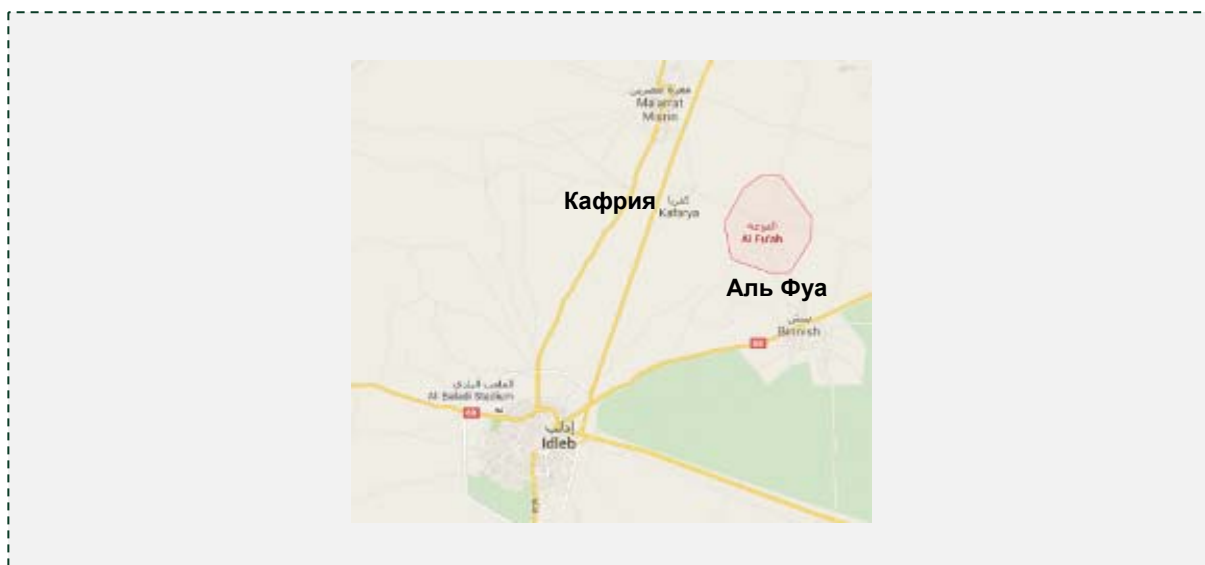 معرة مصرين
Ma'arrat
Misrin
Кафрия
كفريا
Kafarya
الفوعة
Al Fu'ah
Аль Фуа
بنش
Binnish
60
الملعب البلدي
Al Baladi Stadium
60
إدلب
Idleb